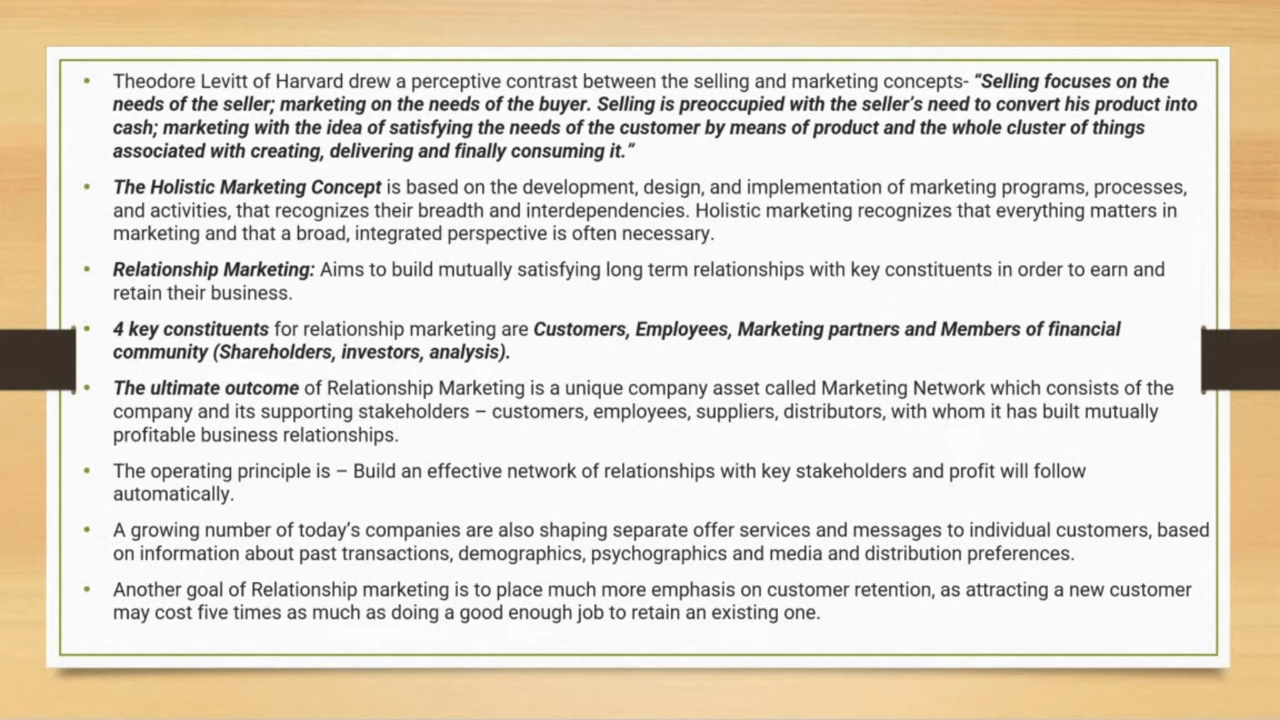 • Theodore Levitt of Harvard drew a perceptive contrast between the selling and marketing concepts- “Selling focuses on the
needs of the seller; marketing on the needs of the buyer. Selling is preoccupied with the seller’s need to convert his product into
cash; marketing with the idea of satisfying the needs of the customer by means of product and the whole cluster of things
associated with creating, delivering and finally consuming it.”
• The Holistic Marketing Concept is based on the development, design, and implementation of marketing programs, processes,
and activities, that recognizes their breadth and interdependencies. Holistic marketing recognizes that everything matters in
marketing and that a broad, integrated perspective is often necessary.
• Relationship Marketing: Aims to build mutually satisfying long term relationships with key constituents in order to earn and
retain their business.
• 4 key constituents for relationship marketing are Customers, Employees, Marketing partners and Members of financial
community (Shareholders, investors, analysis).
• The ultimate outcome of Relationship Marketing is a unique company asset called Marketing Network which consists of the
company and its supporting stakeholders – customers, employees, suppliers, distributors, with whom it has built mutually
profitable business relationships.
• The operating principle is – Build an effective network of relationships with key stakeholders and profit will follow
automatically.
• A growing number of today’s companies are also shaping separate offer services and messages to individual customers, based
on information about past transactions, demographics, psychographics and media and distribution preferences.
• Another goal of Relationship marketing is to place much more emphasis on customer retention, as attracting a new customer
may cost five times as much as doing a good enough job to retain an existing one.